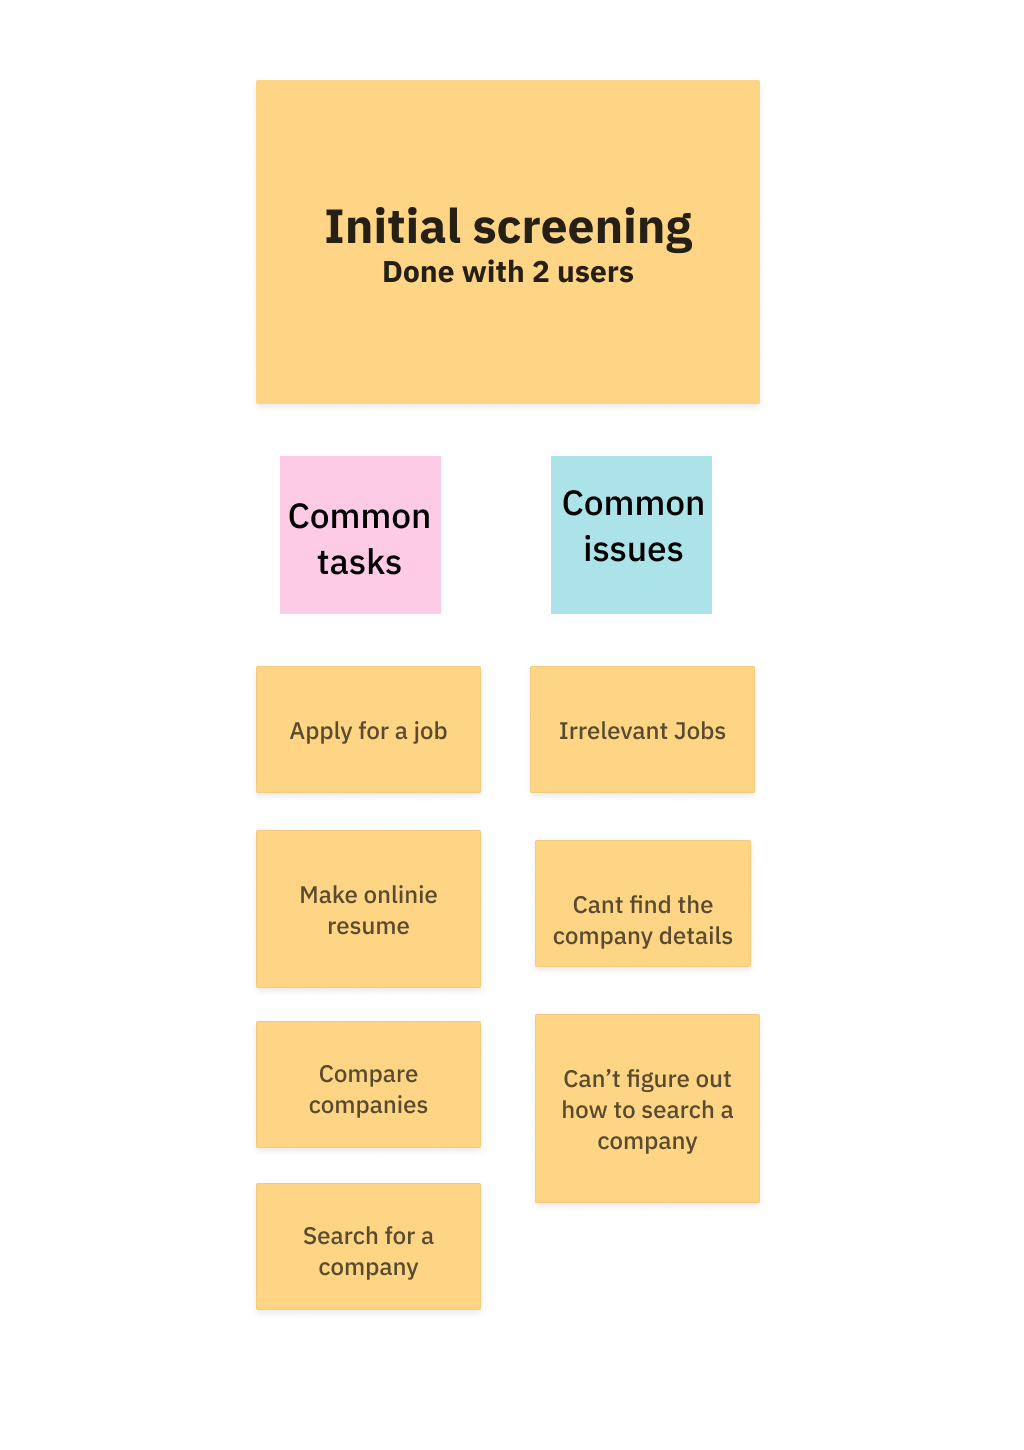 Initial screening
Done with 2 users
Common
tasks
Common
issues
Apply for a job
Irrelevant Jobs
Make onlinie
resume
Cant find the
company details
Compare
companies
Can’t figure out
how to search a
company
Search for a
company